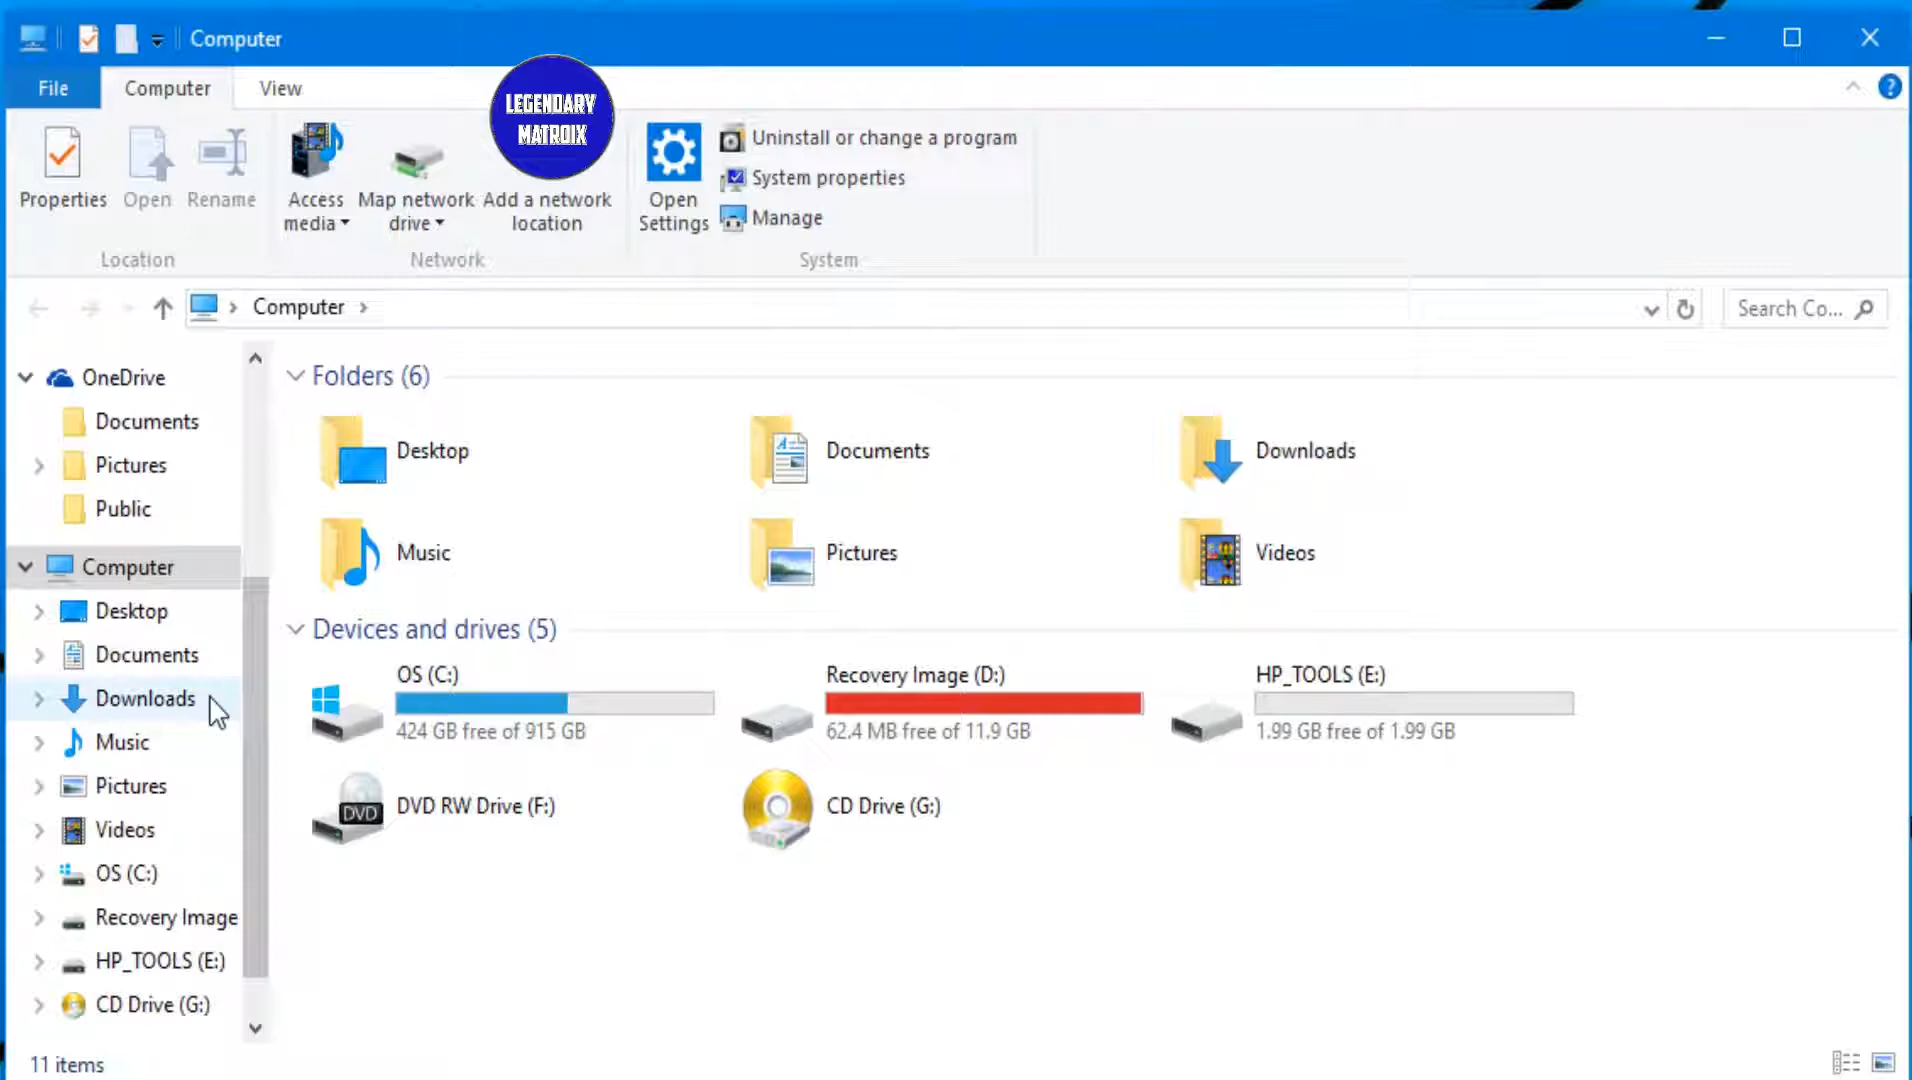 Computer
File
Computer
View
LEGENDARY
MATROIX
Properties
Open
Rename
Access
media
Map network
drive
Add a network
location
Open
Settings
Uninstall or change a program
System properties
Manage
Location
Network
System
Computer
Search Co...
OneDrive
Documents
Pictures
Public
Computer
Desktop
Documents
Downloads
Music
Pictures
Videos
OS (C:)
Recovery Image
HP_TOOLS (E:)
CD Drive (G:)
Folders (6)
Desktop
Documents
Downloads
Music
Pictures
Videos
Devices and drives (5)
OS (C:)
424 GB free of 915 GB
Recovery Image (D:)
62.4 MB free of 11.9 GB
HP_TOOLS (E:)
1.99 GB free of 1.99 GB
DVD
DVD RW Drive (F:)
CD Drive (G:)
11 items